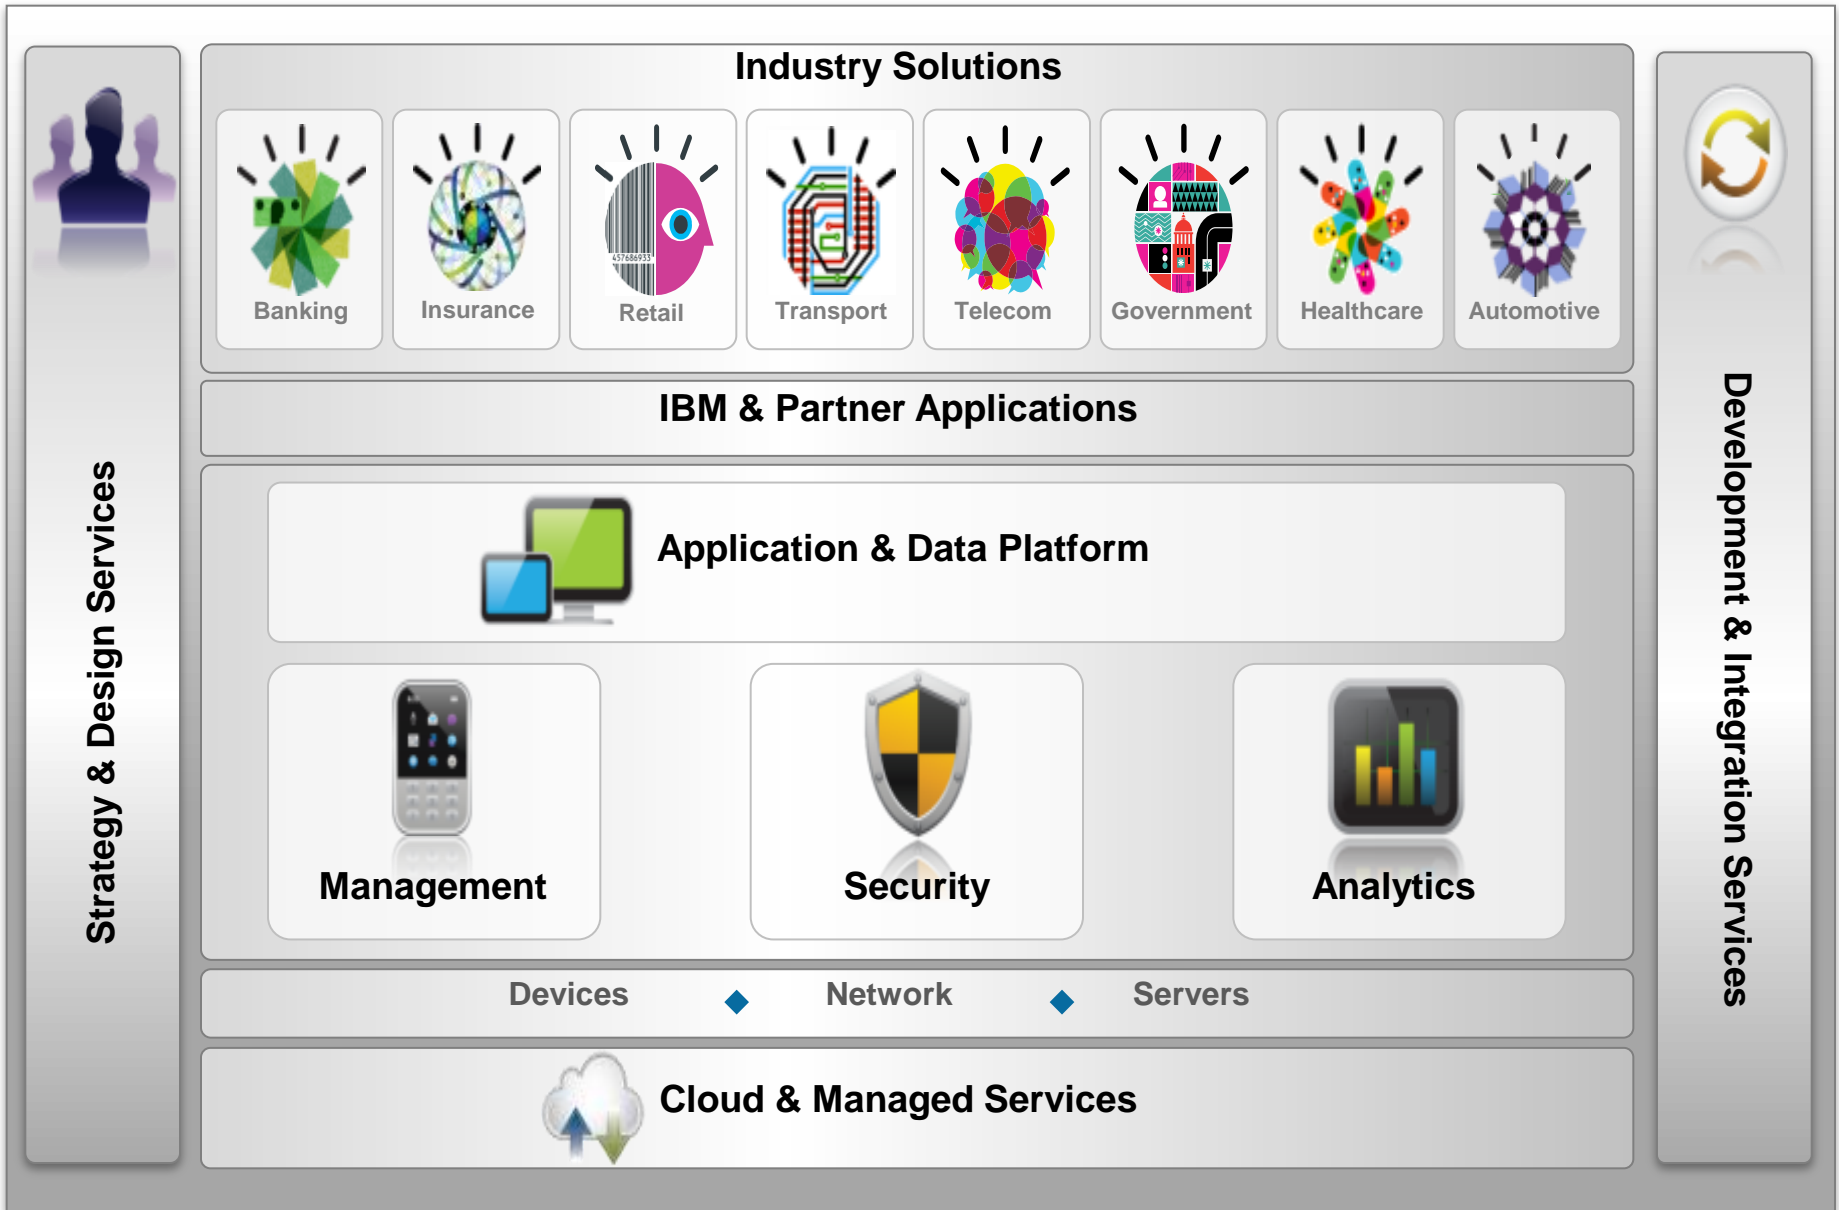 Industry Solutions
Banking
Insurance
457686933
Retail
Transport
Telecom
Government
Healthcare
Automotive
IBM & Partner Applications
Application & Data Platform
Management
Security
Analytics
Devices
Network
Servers
Cloud & Managed Services
Strategy & Design Services
Development & Integration Services